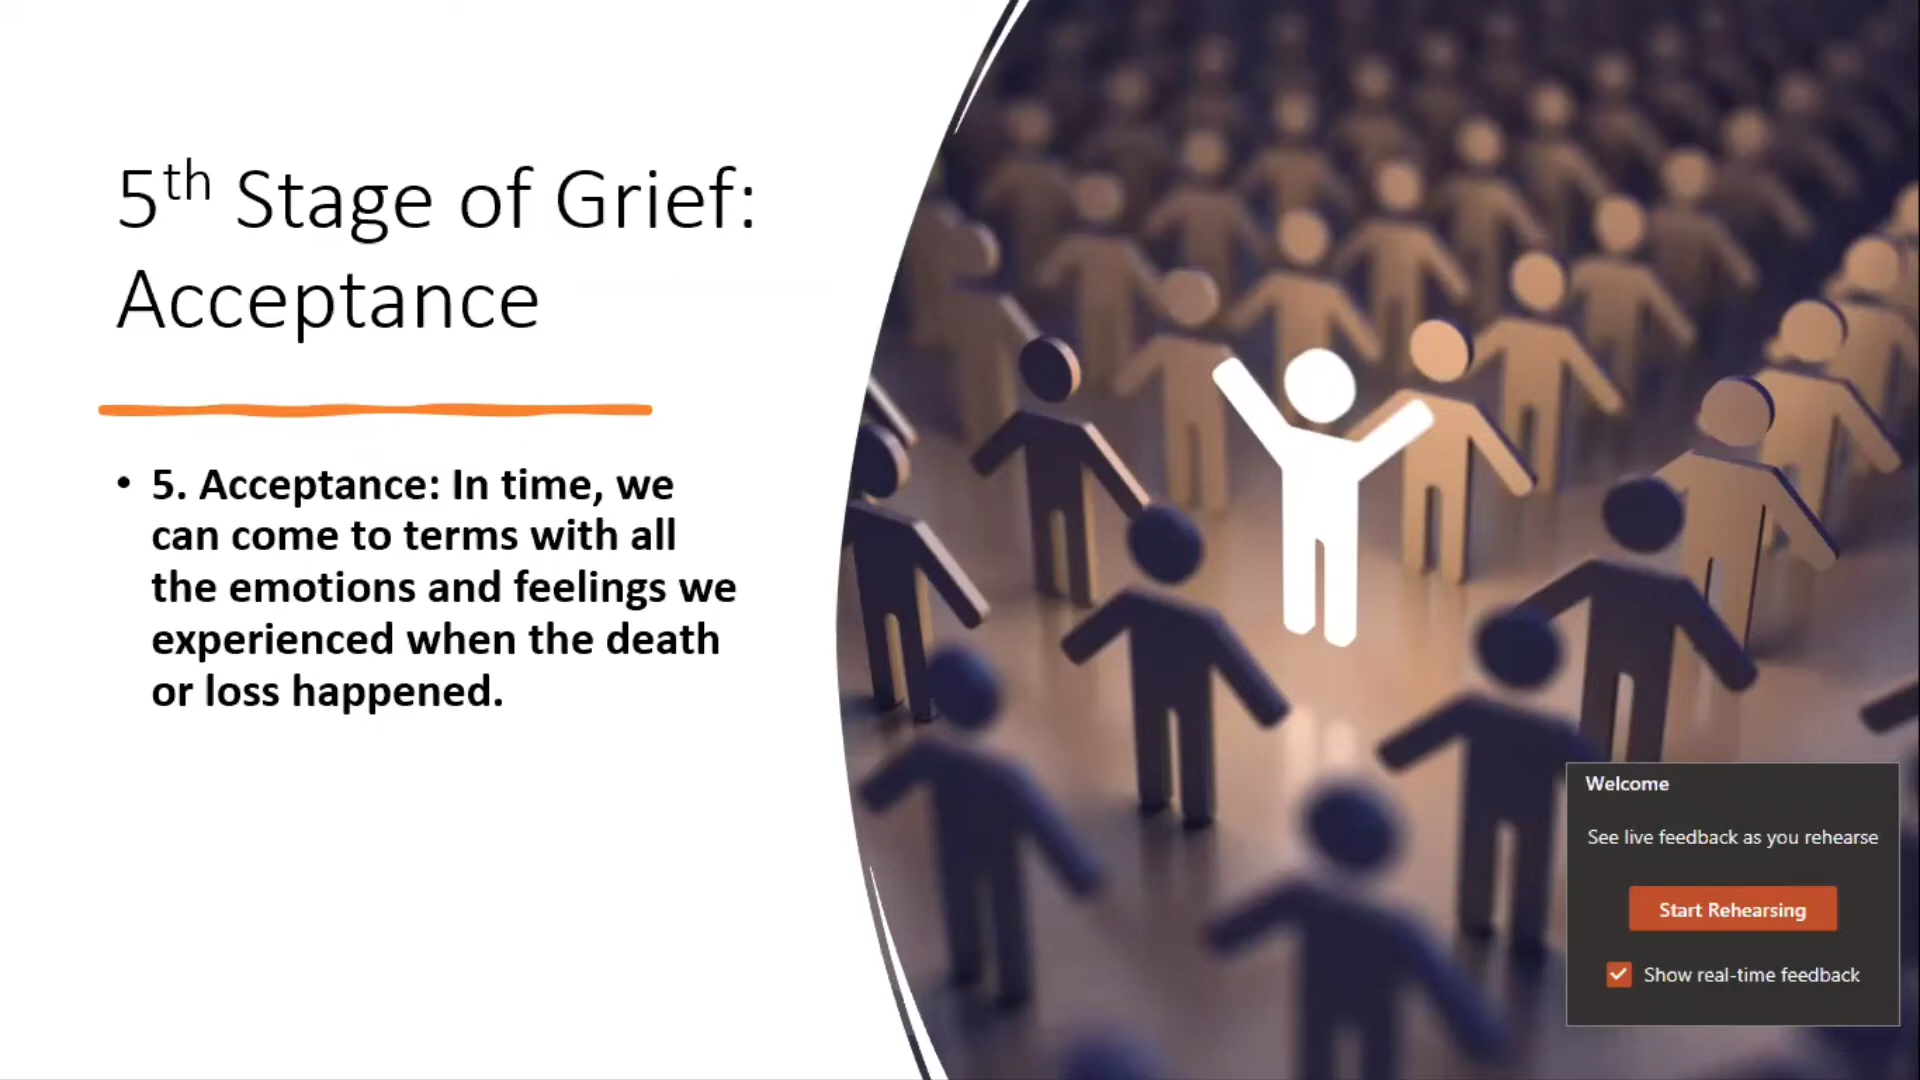 5th Stage of Grief:
Acceptance
• 5. Acceptance: In time, we
can come to terms with all
the emotions and feelings we
experienced when the death
or loss happened.
Welcome
See live feedback as you rehearse
Start Rehearsing
Show real-time feedback